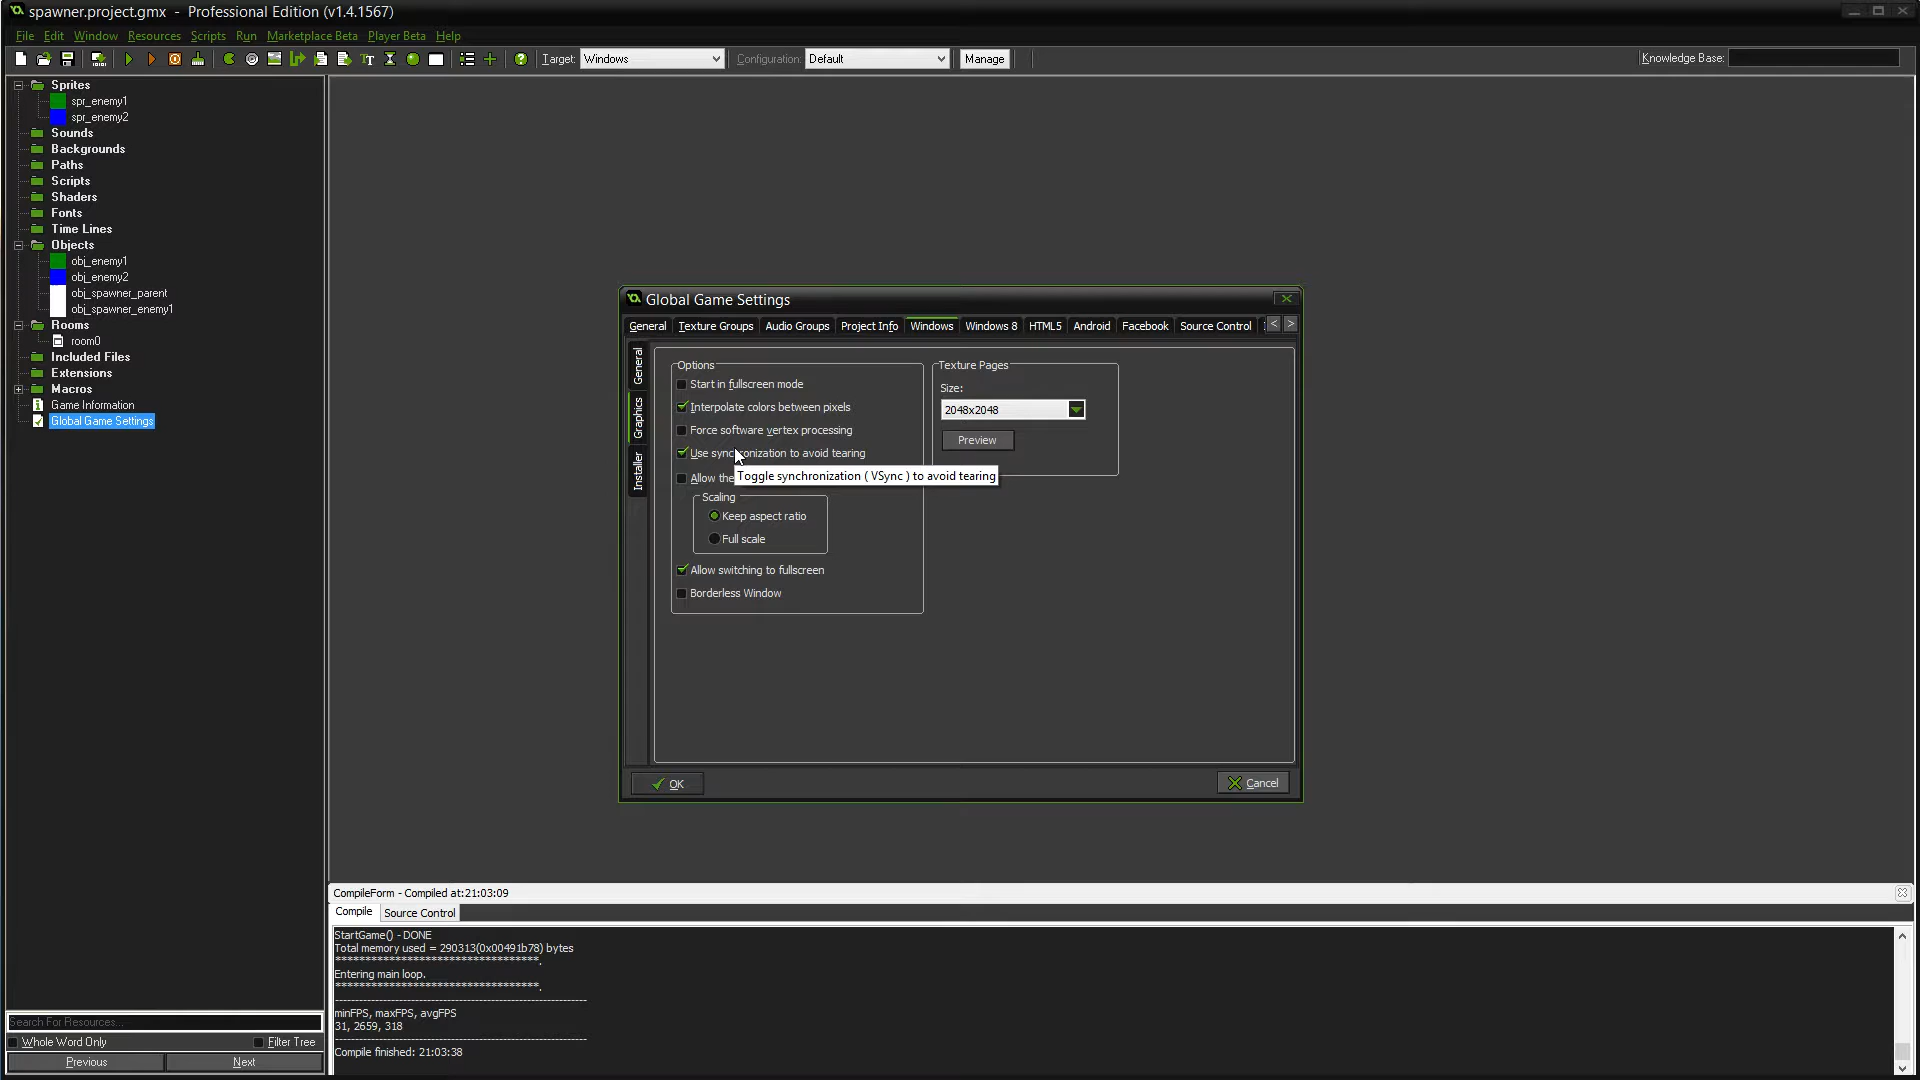 spawner.project.gmx - Professional Edition (v1.4.1567)
File Edit Window Resources Scripts Run Marketplace Beta Player Beta Help
Target: Windows Configuration: Default Manage Knowledge Base:
Sprites
spr_enemy1
spr_enemy2
Sounds
Backgrounds
Paths
Scripts
Shaders
Fonts
Time Lines
Objects
obj_enemy1
obj_enemy2
obj_spawner_parent
obj_spawner_enemy1
Rooms
room0
Included Files
Extensions
Macros
Game Information
Global Game Settings
Global Game Settings
General Texture Groups Audio Groups Project Info Windows Windows 8 HTML5 Android Facebook Source Control
General
Graphics
Installer
Options
Start in fullscreen mode
Interpolate colors between pixels
Force software vertex processing
Use synchronization to avoid tearing
Allow the
Toggle synchronization ( VSync ) to avoid tearing
Scaling
Keep aspect ratio
Full scale
Allow switching to fullscreen
Borderless Window
Texture Pages
Size:
2048x2048
Preview
OK
Cancel
CompileForm - Compiled at:21:03:09
Compile Source Control
StartGame() - DONE
Total memory used = 290313(0x00491b78) bytes
***********************************.
Entering main loop.
***********************************.
---------------------------------------------------------------
minFPS, maxFPS, avgFPS
31, 2659, 318
---------------------------------------------------------------
Compile finished: 21:03:38
Search For Resources...
Whole Word Only Filter Tree
Previous Next